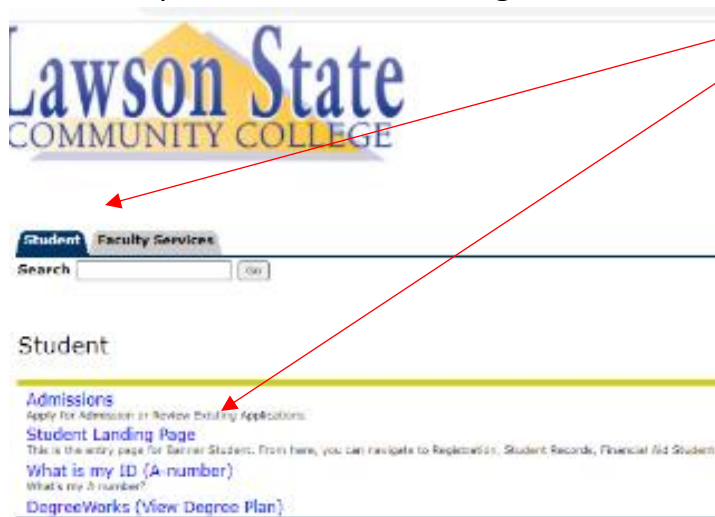 Lawson State
COMMUNITY COLLEGE
Student Faculty Services
Search Go
Student
Admissions
Apply for Admission or Review Existing Applications
Student Landing Page
This is the entry page for Banner Student. From here, you can navigate to Registration, Student Records, Financial Aid Student
What is my ID (A-number)
What's my A number?
DegreeWorks (View Degree Plan)